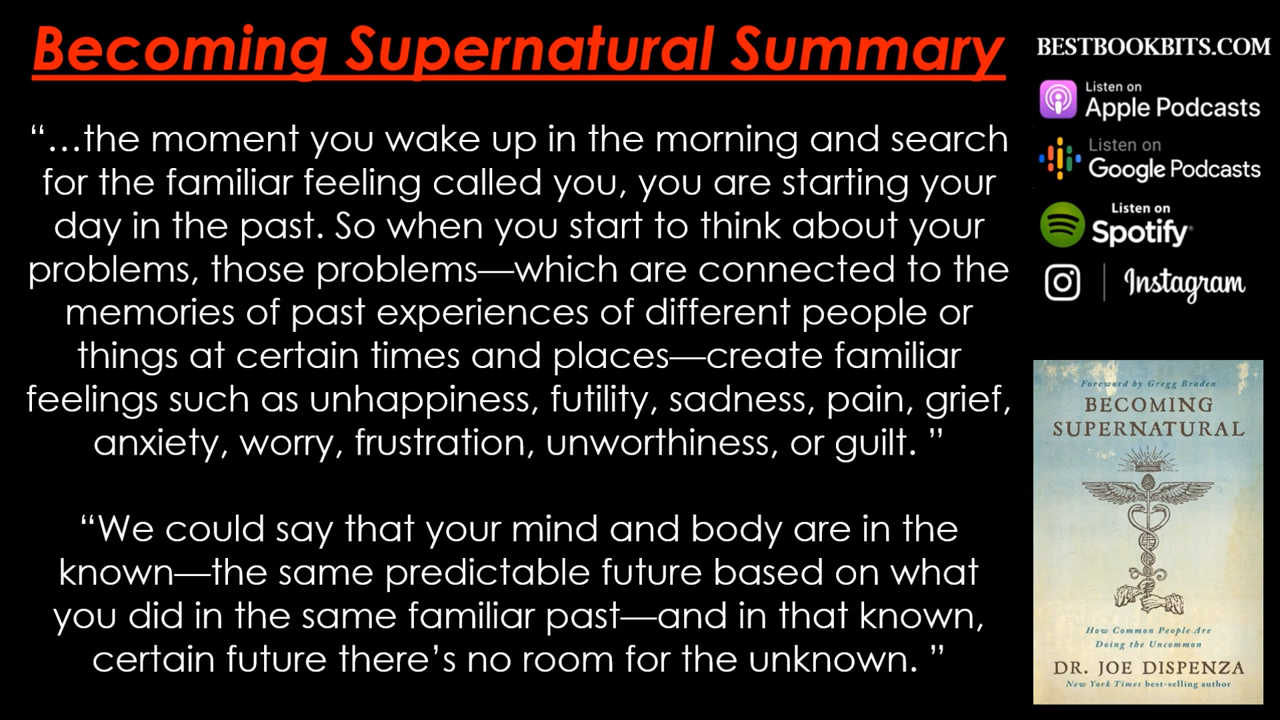 Becoming Supernatural Summary
“…the moment you wake up in the morning and search
for the familiar feeling called you, you are starting your
day in the past. So when you start to think about your
problems, those problems—which are connected to the
memories of past experiences of different people or
things at certain times and places—create familiar
feelings such as unhappiness, futility, sadness, pain, grief,
anxiety, worry, frustration, unworthiness, or guilt. ”
“We could say that your mind and body are in the
known—the same predictable future based on what
you did in the same familiar past—and in that known,
certain future there’s no room for the unknown. ”
BESTBOOKBITS.COM
Listen on
Apple Podcasts
Listen on
Google Podcasts
Listen on
Spotify
Instagram
Foreword by Gregg Braden
BECOMING
SUPERNATURAL
How Common People Are
Doing the Uncommon
DR. JOE DISPENZA
New York Times best-selling author